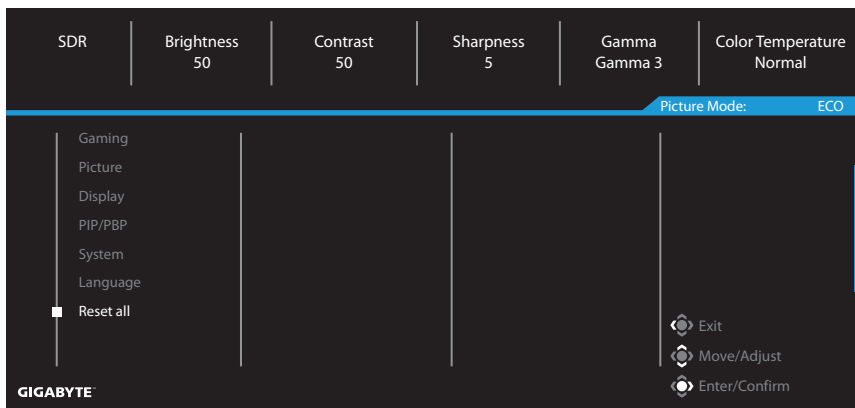 SDR
Brightness
50
Contrast
50
Sharpness
5
Gamma
Gamma 3
Color Temperature
Normal
Picture Mode: ECO
Gaming
Picture
Display
PIP/PBP
System
Language
Reset all
Exit
Move/Adjust
Enter/Confirm
GIGABYTE™